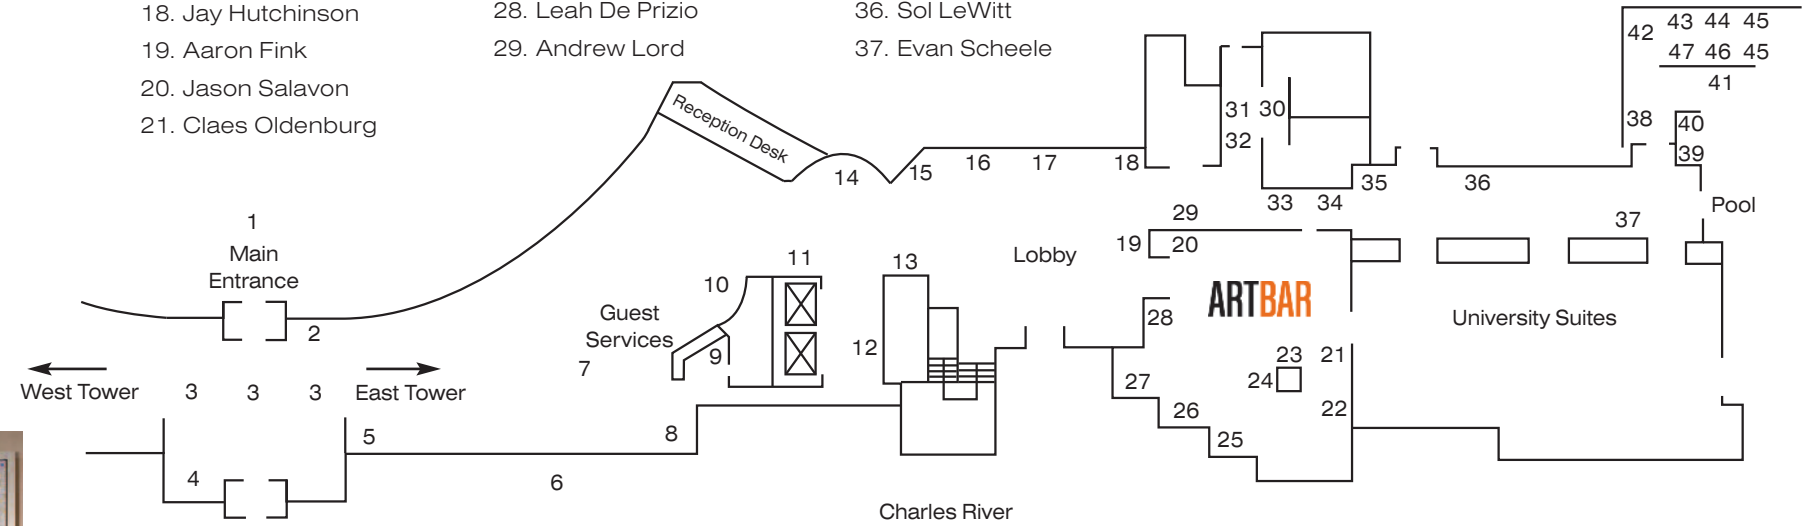 18. Jay Hutchinson
19. Aaron Fink
20. Jason Salavon
21. Claes Oldenburg
28. Leah De Prizio
29. Andrew Lord
36. Sol LeWitt
37. Evan Scheele
42 43 44 45
47 46 45
41
38 40
39
Reception Desk
31 30
32
14 15 16 17 18
35 36
33 34
1
Main
Entrance
2
29
19 20
37
Pool
Lobby
ARTBAR
University Suites
10 11 13
Guest
Services
7 9 12
28
23 21
24
27 22
26
25
West Tower
3 3 3
East Tower
5 8
4 6
Charles River